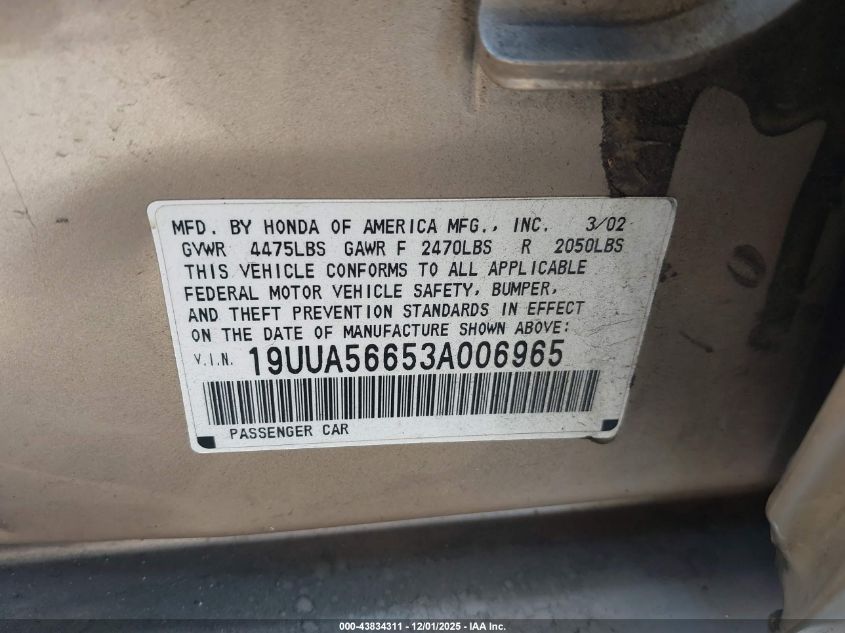 MFD. BY HONDA OF AMERICA MFG., INC. 3/02
GVWR 4475LBS GAWR F 2470LBS R 2050LBS
THIS VEHICLE CONFORMS TO ALL APPLICABLE
FEDERAL MOTOR VEHICLE SAFETY, BUMPER,
AND THEFT PREVENTION STANDARDS IN EFFECT
ON THE DATE OF MANUFACTURE SHOWN ABOVE:
V.I.N. 19UUA56653A006965
PASSENGER CAR
000-43834311 - 12/01/2025 - IAA Inc.